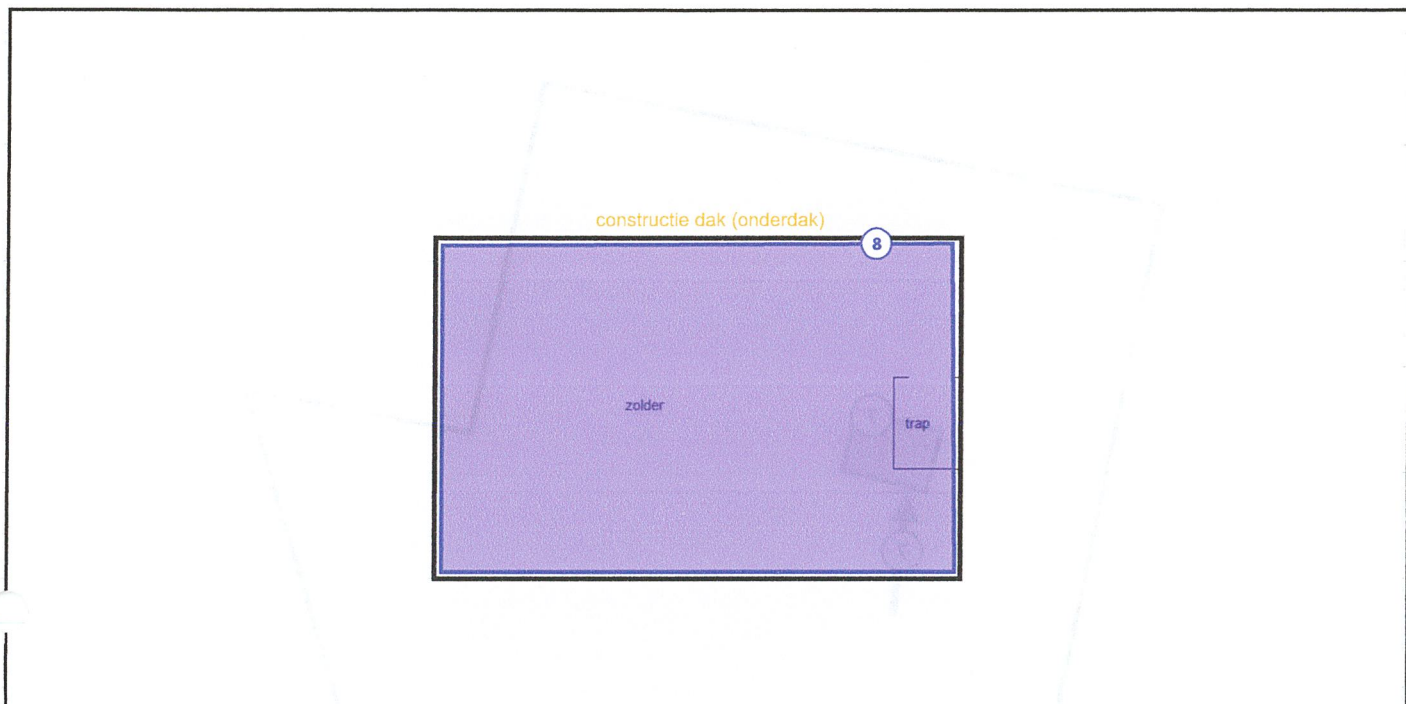 constructie dak (onderdak)
8
zolder
trap